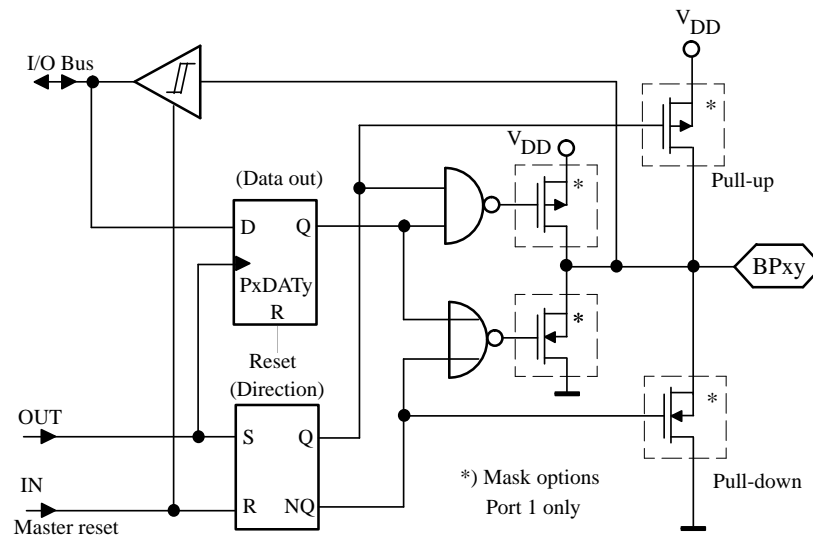 V_DD
I/O Bus
*
V_DD
*
Pull-up
(Data out)
D
Q
PxDATy
R
BPxy
*
Reset
(Direction)
OUT
S
Q
*
IN
R
NQ
*) Mask options
Port 1 only
Pull-down
Master reset